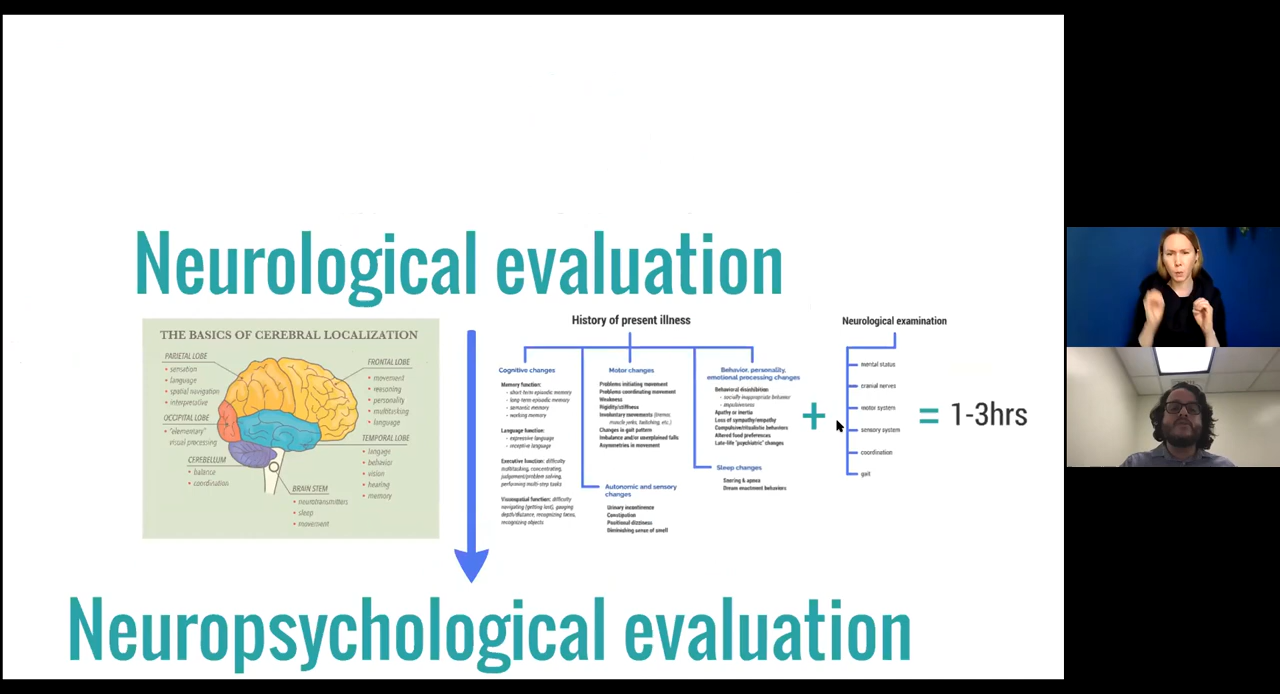 Neurological evaluation
THE BASICS OF CEREBRAL LOCALIZATION
PARIETAL LOBE
• sensation
• language
• spatial navigation
• interpretative
OCCIPITAL LOBE
• "elementary"
visual processing
CEREBELLUM
• balance
• coordination
BRAIN STEM
• neurotransmitters
• sleep
• movement
FRONTAL LOBE
• movement
• reasoning
• personality
• multitasking
• language
TEMPORAL LOBE
• langage
• behavior
• vision
• hearing
• memory
History of present illness
Cognitive changes
Memory function:
- short term episodic memory
- long term episodic memory
- semantic memory
- working memory
Language function:
- expressive language
- receptive language
Executive function: difficulty
multitasking, concentrating,
judgement/problem solving,
performing multi-step tasks
Visuospatial function: difficulty
navigating (getting lost), gauging
depth/distance, recognizing faces,
recognizing objects
Motor changes
Problems initiating movement
Problems coordinating movement
Weakness
Rigidity/stiffness
Involuntary movements (tremor,
muscle jerks, twitching, etc.)
Changes in gait pattern
Imbalance and/or unexplained falls
Asymmetries in movement
Autonomic and sensory
changes
Urinary incontinence
Constipation
Positional dizziness
Diminishing sense of smell
Behavior, personality,
emotional processing changes
Behavioral disinhibition:
- socially inappropriate behavior
- impulsiveness
Apathy or inertia
Loss of sympathy/empathy
Compulsive/ritualistic behaviors
Altered food preferences
Late-life "psychiatric" changes
Sleep changes
Snoring & apnea
Dream enactment behaviors
+
Neurological examination
mental status
cranial nerves
motor system
sensory system
coordination
gait
= 1-3hrs
Neuropsychological evaluation